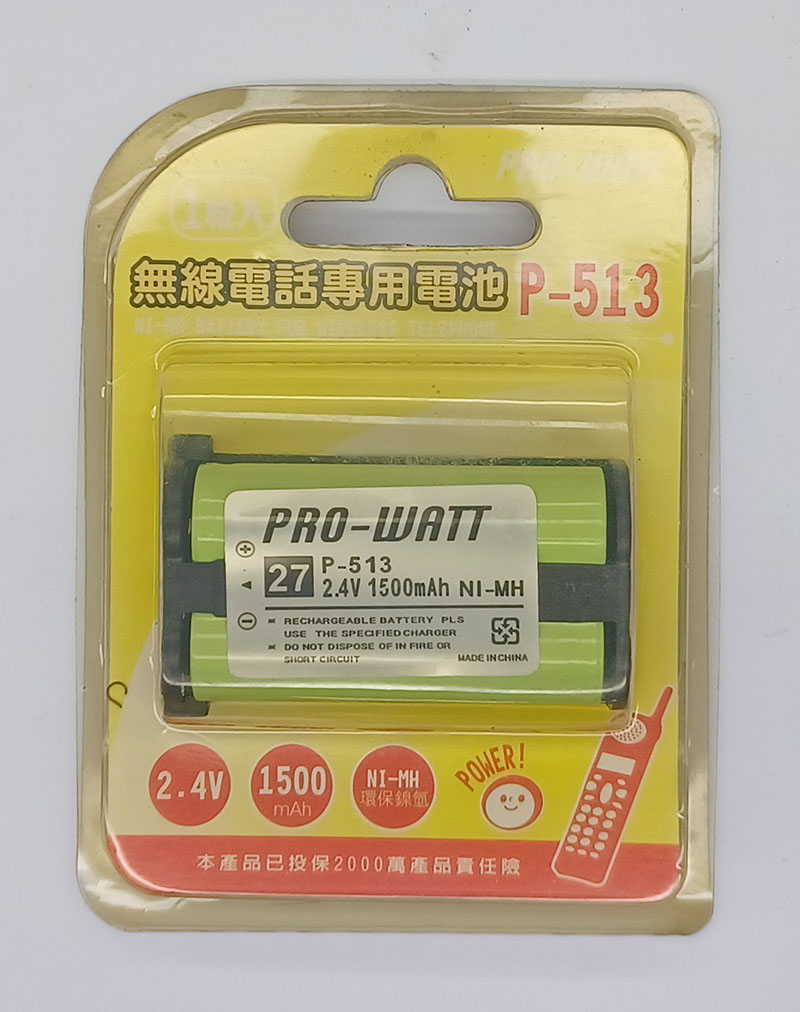 PRO-WATT
1粒入
無線電話專用電池 P-513
NI-MH BATTERY FOR WIRELESS TELEPHONE
PRO-WATT
27 P-513
2.4V 1500mAh NI-MH
※ RECHARGEABLE BATTERY PLS
USE THE SPECIFIED CHARGER
※ DO NOT DISPOSE OF IN FIRE OR
SHORT CIRCUIT
MADE IN CHINA
2.4V
1500
mAh
NI-MH
環保鎳氫
POWER!
本產品已投保2000萬產品責任險